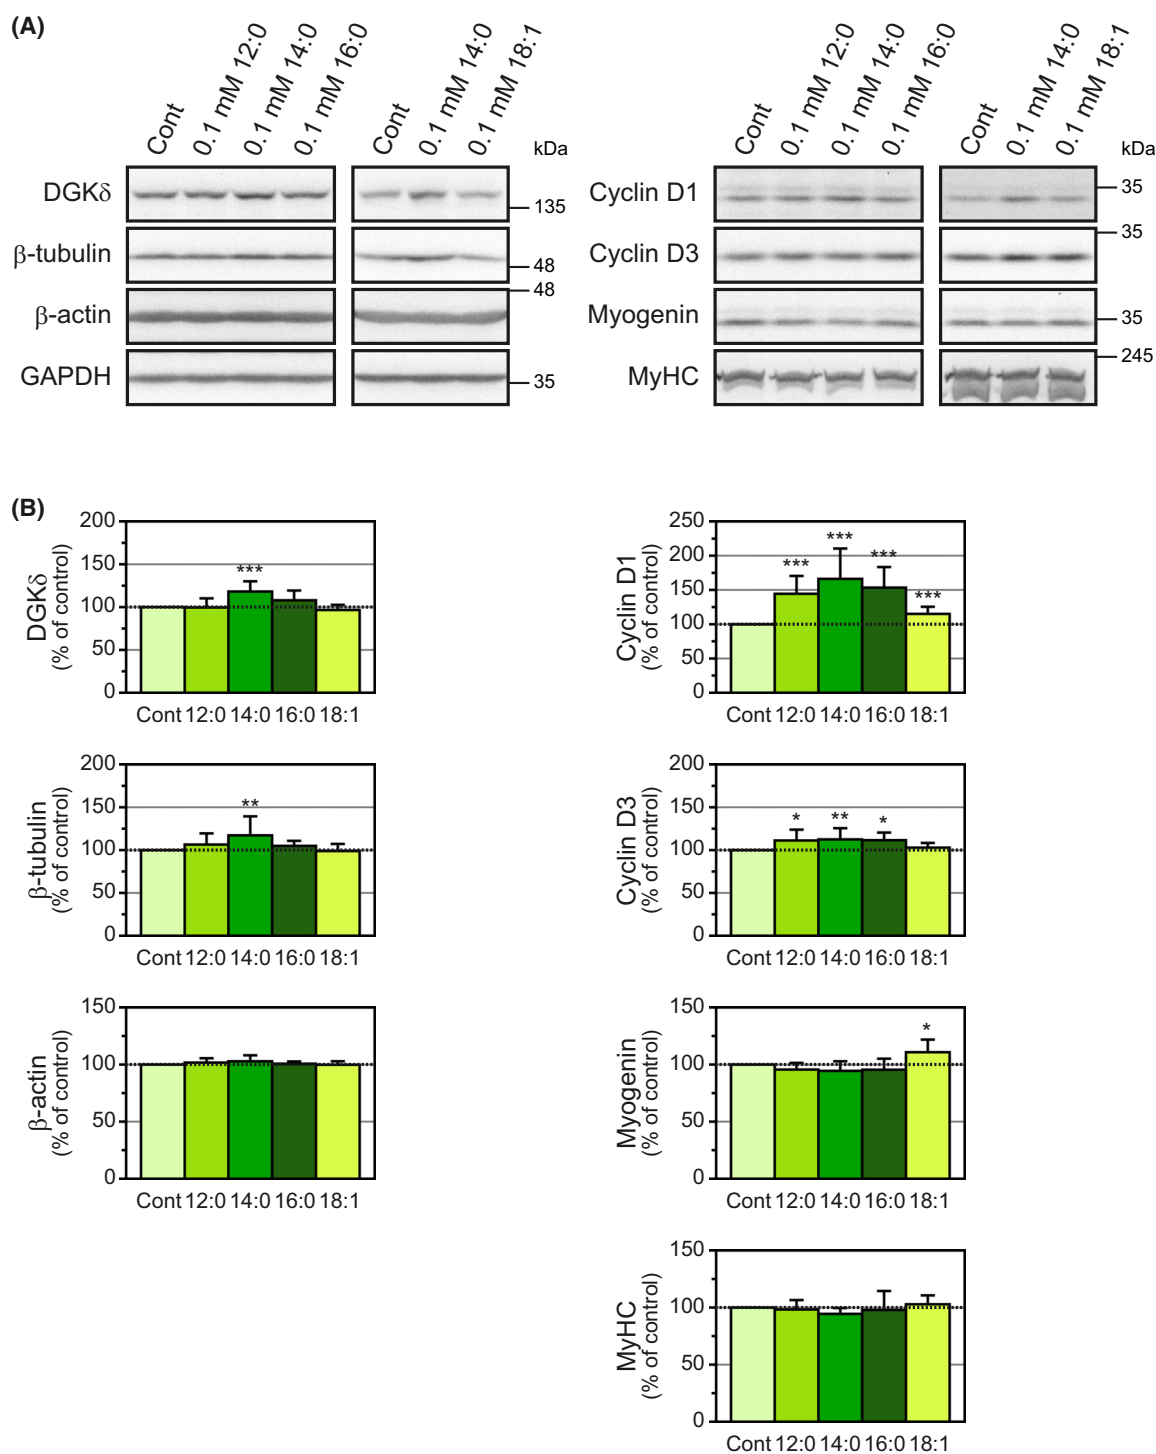 (A)
Cont 0.1 mM 12:0 0.1 mM 14:0 0.1 mM 16:0 Cont 0.1 mM 14:0 0.1 mM 18:1 kDa
DGKδ 135
β-tubulin 48
β-actin 48
GAPDH 35
Cont 0.1 mM 12:0 0.1 mM 14:0 0.1 mM 16:0 Cont 0.1 mM 14:0 0.1 mM 18:1 kDa
Cyclin D1 35
Cyclin D3 35
Myogenin 35
MyHC 245
(B)
DGKδ
(% of control)
200
150
100
50
0
***
Cont 12:0 14:0 16:0 18:1
Cyclin D1
(% of control)
250
200
150
100
50
0
*** *** *** ***
Cont 12:0 14:0 16:0 18:1
β-tubulin
(% of control)
200
150
100
50
0
**
Cont 12:0 14:0 16:0 18:1
Cyclin D3
(% of control)
200
150
100
50
0
* ** *
Cont 12:0 14:0 16:0 18:1
β-actin
(% of control)
150
100
50
0
Cont 12:0 14:0 16:0 18:1
Myogenin
(% of control)
150
100
50
0
*
Cont 12:0 14:0 16:0 18:1
MyHC
(% of control)
150
100
50
0
Cont 12:0 14:0 16:0 18:1